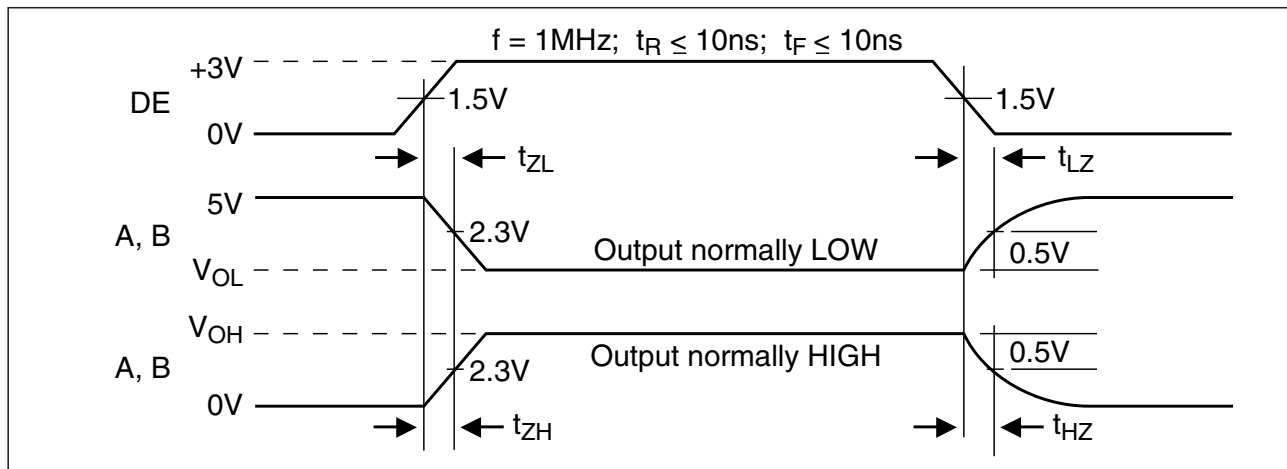 f = 1MHz; tR ≤ 10ns; tF ≤ 10ns
+3V
DE
1.5V
1.5V
0V
tZL
tLZ
5V
A, B
2.3V
Output normally LOW
0.5V
VOL
VOH
A, B
2.3V
Output normally HIGH
0.5V
0V
tZH
tHZ